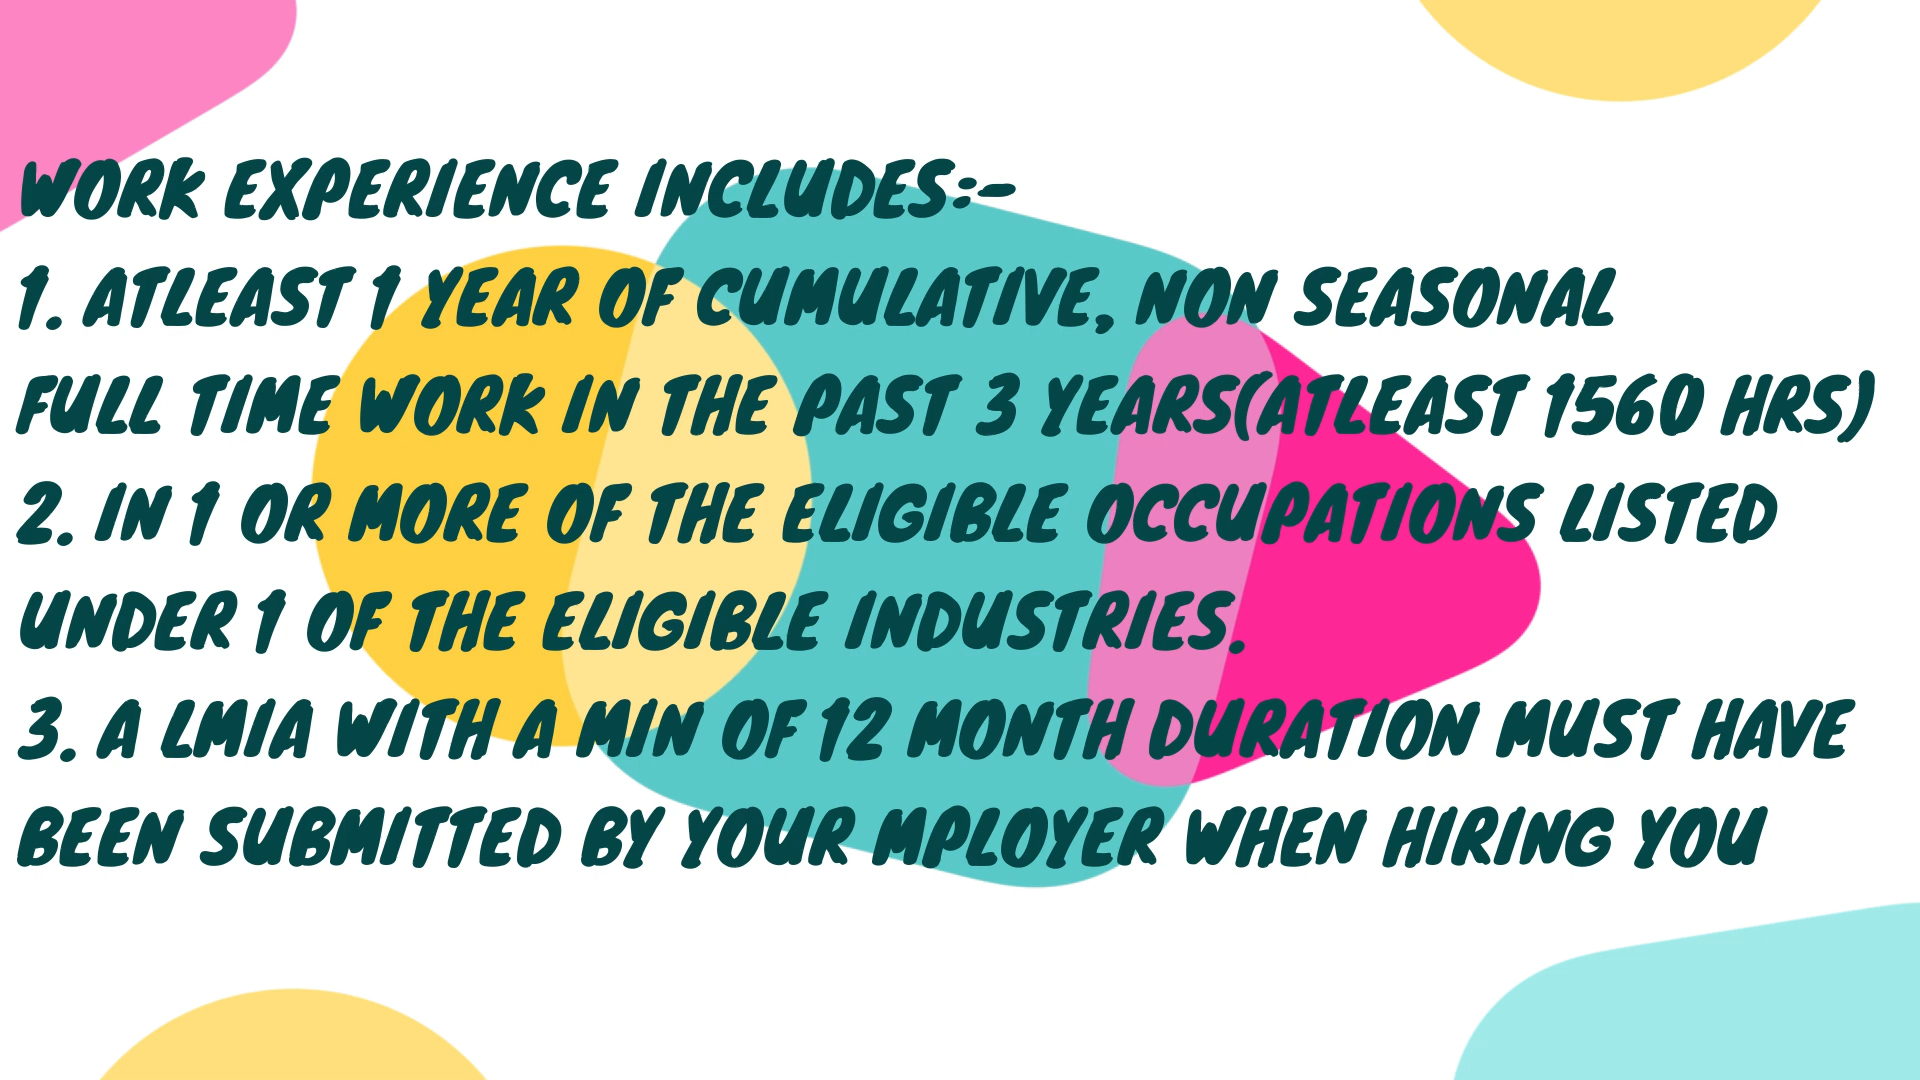 WORK EXPERIENCE INCLUDES:-
1. ATLEAST 1 YEAR OF CUMULATIVE, NON SEASONAL
FULL TIME WORK IN THE PAST 3 YEARS(ATLEAST 1560 HRS)
2. IN 1 OR MORE OF THE ELIGIBLE OCCUPATIONS LISTED
UNDER 1 OF THE ELIGIBLE INDUSTRIES.
3. A LMIA WITH A MIN OF 12 MONTH DURATION MUST HAVE
BEEN SUBMITTED BY YOUR MPLOYER WHEN HIRING YOU